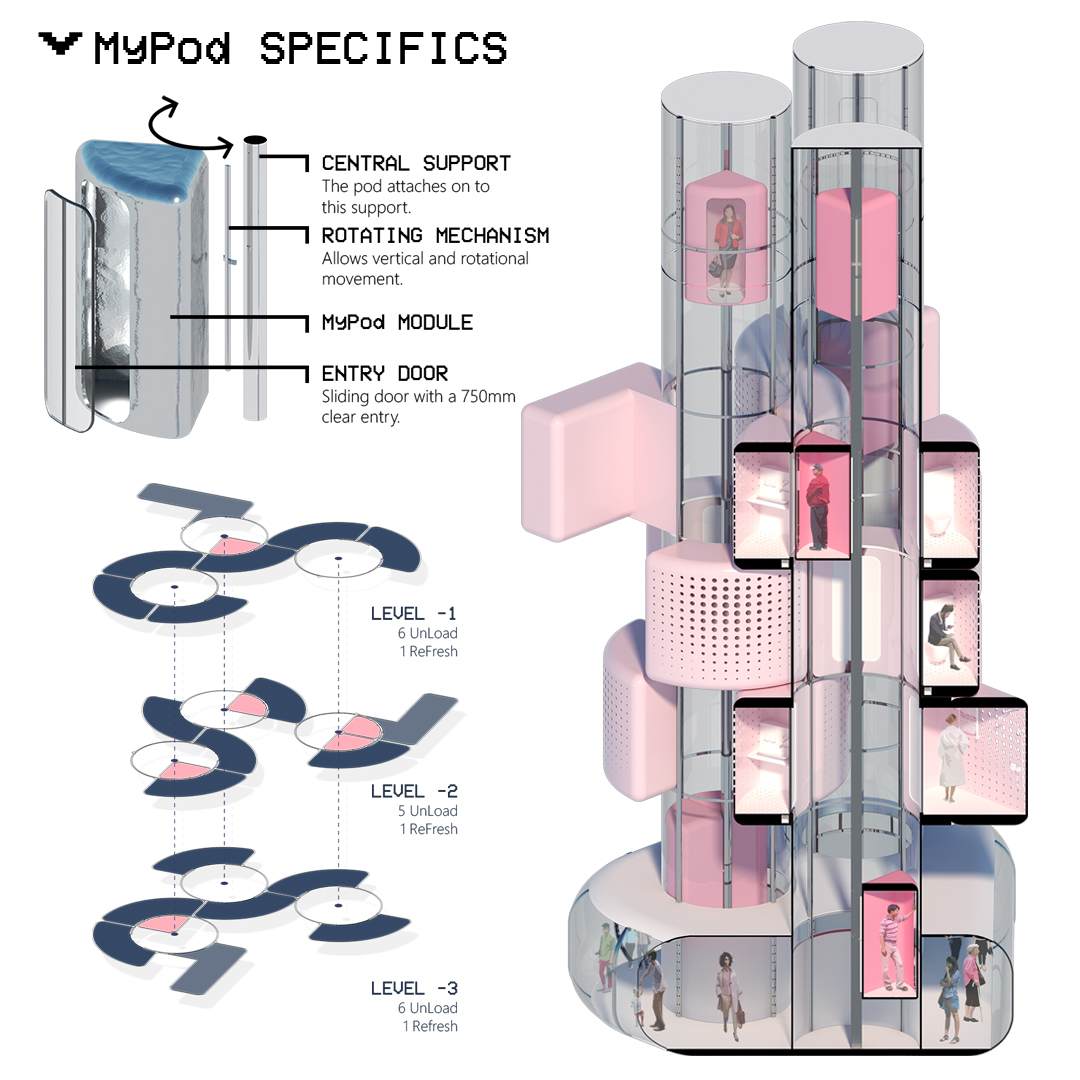 MyPod SPECIFICS
CENTRAL SUPPORT
The pod attaches on to
this support.
ROTATING MECHANISM
Allows vertical and rotational
movement.
MyPod MODULE
ENTRY DOOR
Sliding door with a 750mm
clear entry.
LEVEL -1
6 UnLoad
1 ReFresh
LEVEL -2
5 UnLoad
1 ReFresh
LEVEL -3
6 UnLoad
1 Refresh